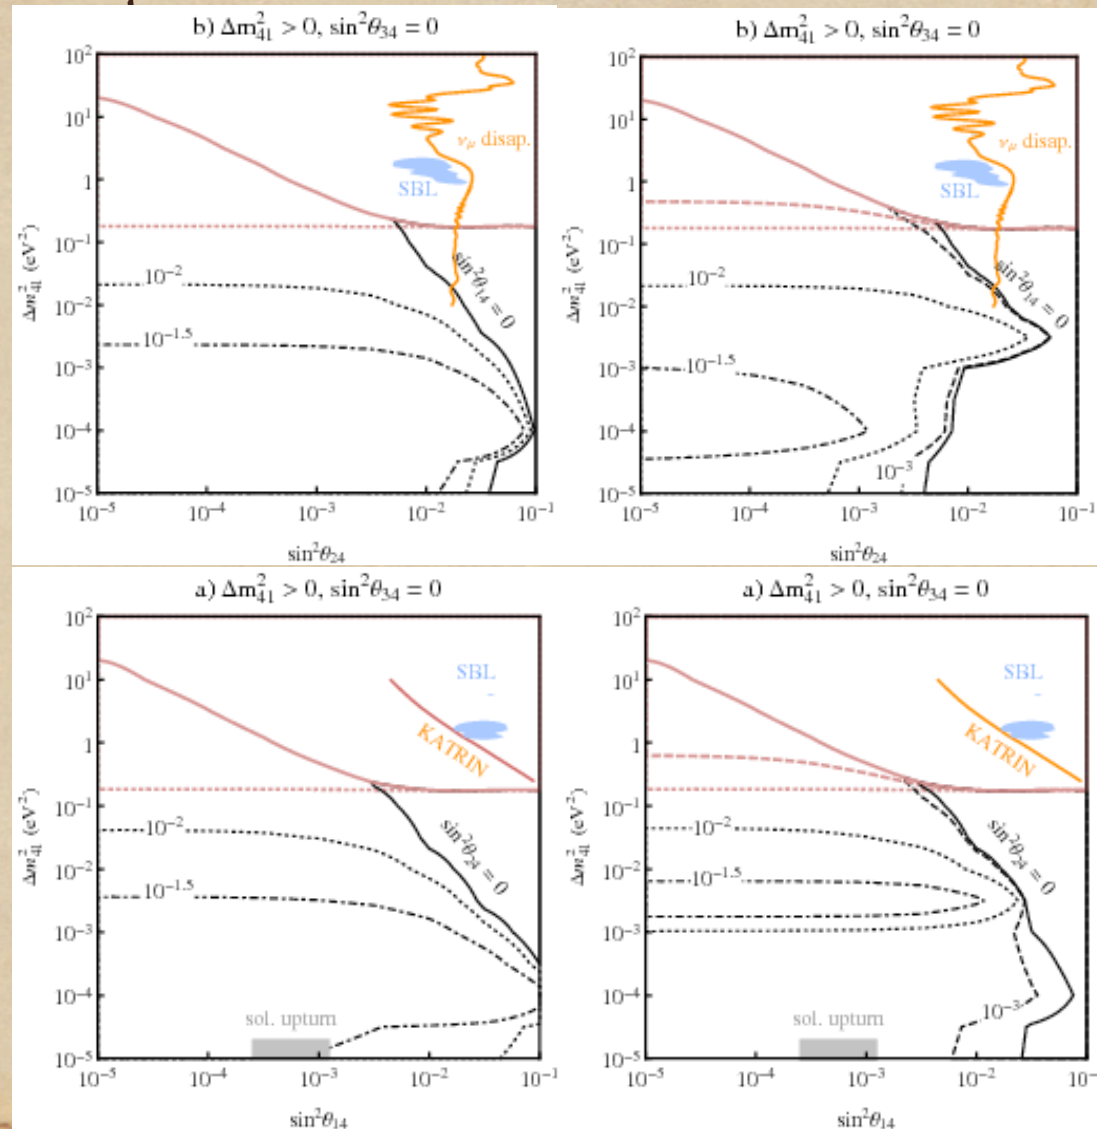 b) Δm²₄₁ > 0, sin²θ₃₄ = 0
10²
10¹
1
10⁻¹
10⁻²
10⁻³
10⁻⁴
10⁻⁵
Δm²₄₁ (eV²)
ν_μ disap.
SBL
sin²θ₁₄ = 0
10⁻²
10⁻¹·⁵
10⁻⁵ 10⁻⁴ 10⁻³ 10⁻² 10⁻¹
sin²θ₂₄
b) Δm²₄₁ > 0, sin²θ₃₄ = 0
10²
10¹
1
10⁻¹
10⁻²
10⁻³
10⁻⁴
10⁻⁵
Δm²₄₁ (eV²)
ν_μ disap.
SBL
sin²θ₁₄ = 0
10⁻²
10⁻¹·⁵
10⁻³
10⁻⁵ 10⁻⁴ 10⁻³ 10⁻² 10⁻¹
sin²θ₂₄
a) Δm²₄₁ > 0, sin²θ₃₄ = 0
10²
10¹
1
10⁻¹
10⁻²
10⁻³
10⁻⁴
10⁻⁵
Δm²₄₁ (eV²)
SBL
KATRIN
sin²θ₂₄ = 0
10⁻²
10⁻¹·⁵
sol. upturn
10⁻⁵ 10⁻⁴ 10⁻³ 10⁻² 10⁻¹
sin²θ₁₄
a) Δm²₄₁ > 0, sin²θ₃₄ = 0
10²
10¹
1
10⁻¹
10⁻²
10⁻³
10⁻⁴
10⁻⁵
Δm²₄₁ (eV²)
SBL
KATRIN
sin²θ₂₄ = 0
10⁻²
10⁻¹·⁵
10⁻³
sol. upturn
10⁻⁵ 10⁻⁴ 10⁻³ 10⁻²
sin²θ₁₄